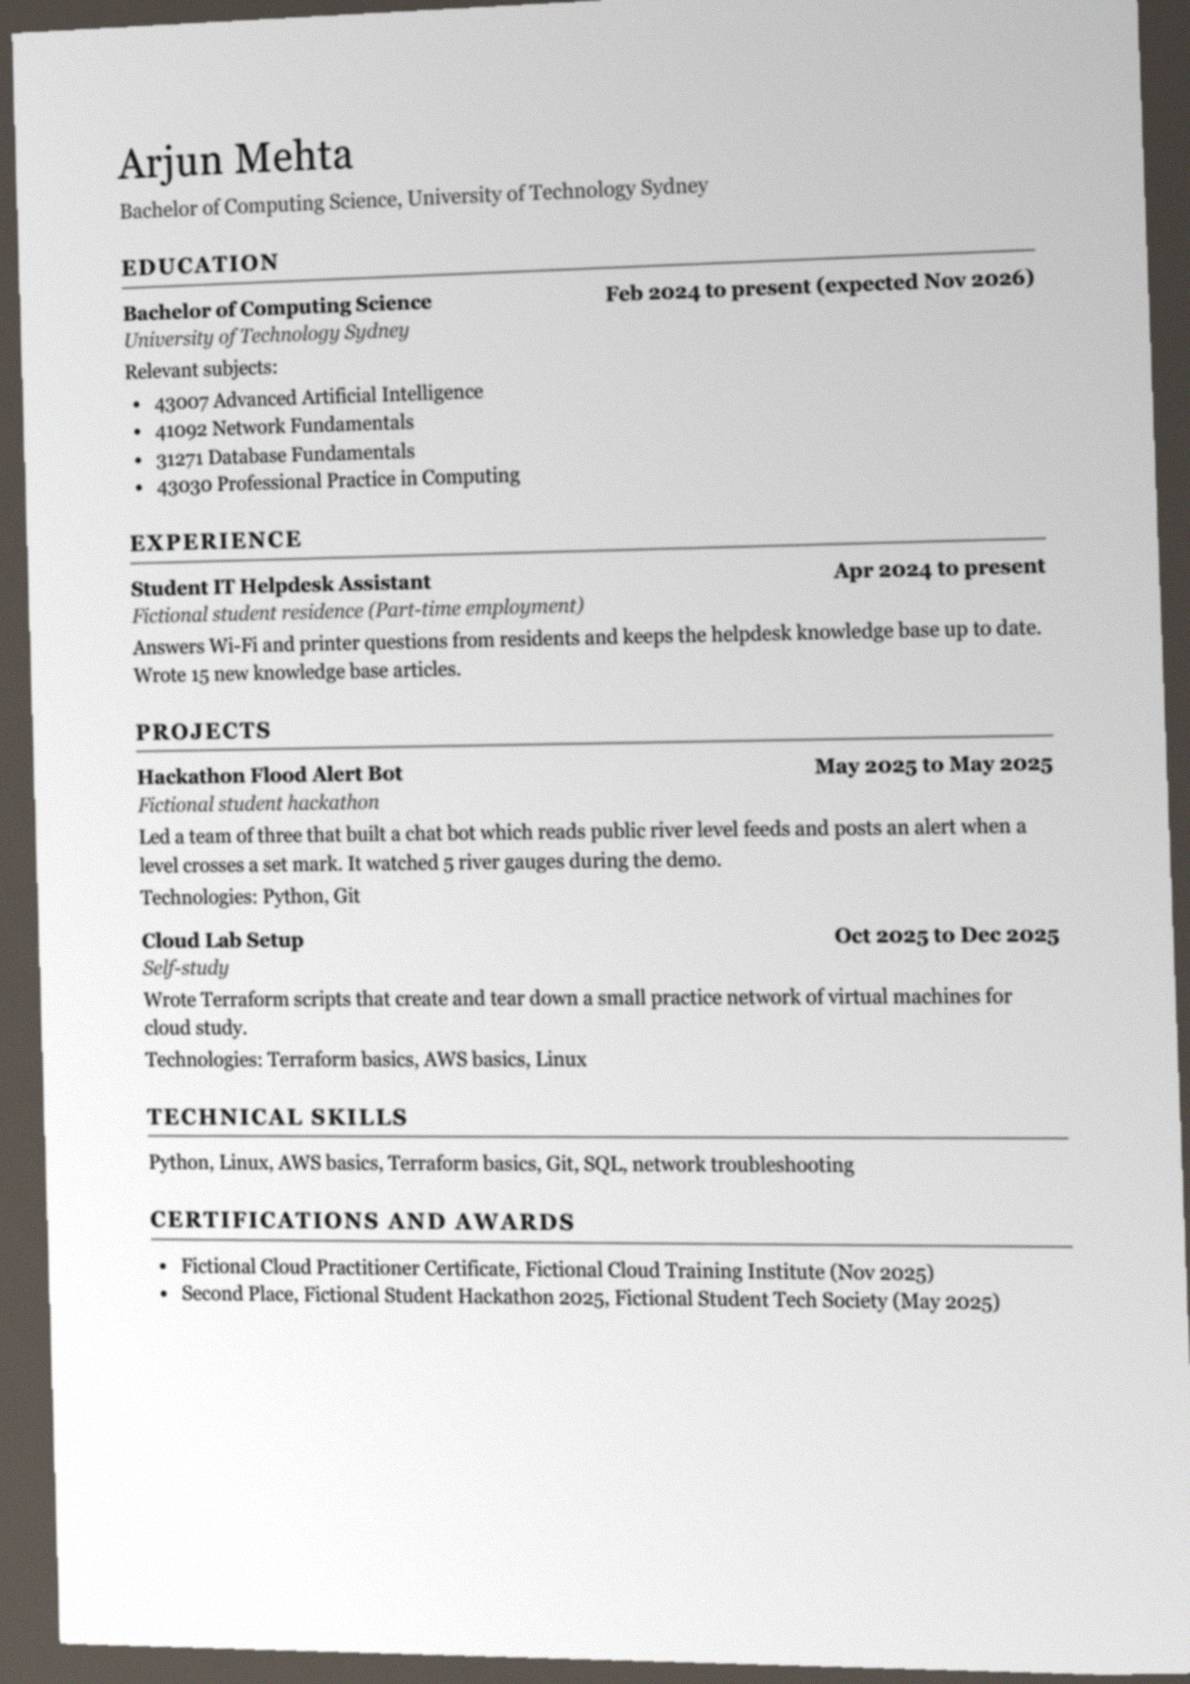 Arjun Mehta
Bachelor of Computing Science, University of Technology Sydney
EDUCATION
Bachelor of Computing Science Feb 2024 to present (expected Nov 2026)
University of Technology Sydney
Relevant subjects:
• 43007 Advanced Artificial Intelligence
• 41092 Network Fundamentals
• 31271 Database Fundamentals
• 43030 Professional Practice in Computing
EXPERIENCE
Student IT Helpdesk Assistant Apr 2024 to present
Fictional student residence (Part-time employment)
Answers Wi-Fi and printer questions from residents and keeps the helpdesk knowledge base up to date.
Wrote 15 new knowledge base articles.
PROJECTS
Hackathon Flood Alert Bot May 2025 to May 2025
Fictional student hackathon
Led a team of three that built a chat bot which reads public river level feeds and posts an alert when a
level crosses a set mark. It watched 5 river gauges during the demo.
Technologies: Python, Git
Cloud Lab Setup Oct 2025 to Dec 2025
Self-study
Wrote Terraform scripts that create and tear down a small practice network of virtual machines for
cloud study.
Technologies: Terraform basics, AWS basics, Linux
TECHNICAL SKILLS
Python, Linux, AWS basics, Terraform basics, Git, SQL, network troubleshooting
CERTIFICATIONS AND AWARDS
• Fictional Cloud Practitioner Certificate, Fictional Cloud Training Institute (Nov 2025)
• Second Place, Fictional Student Hackathon 2025, Fictional Student Tech Society (May 2025)